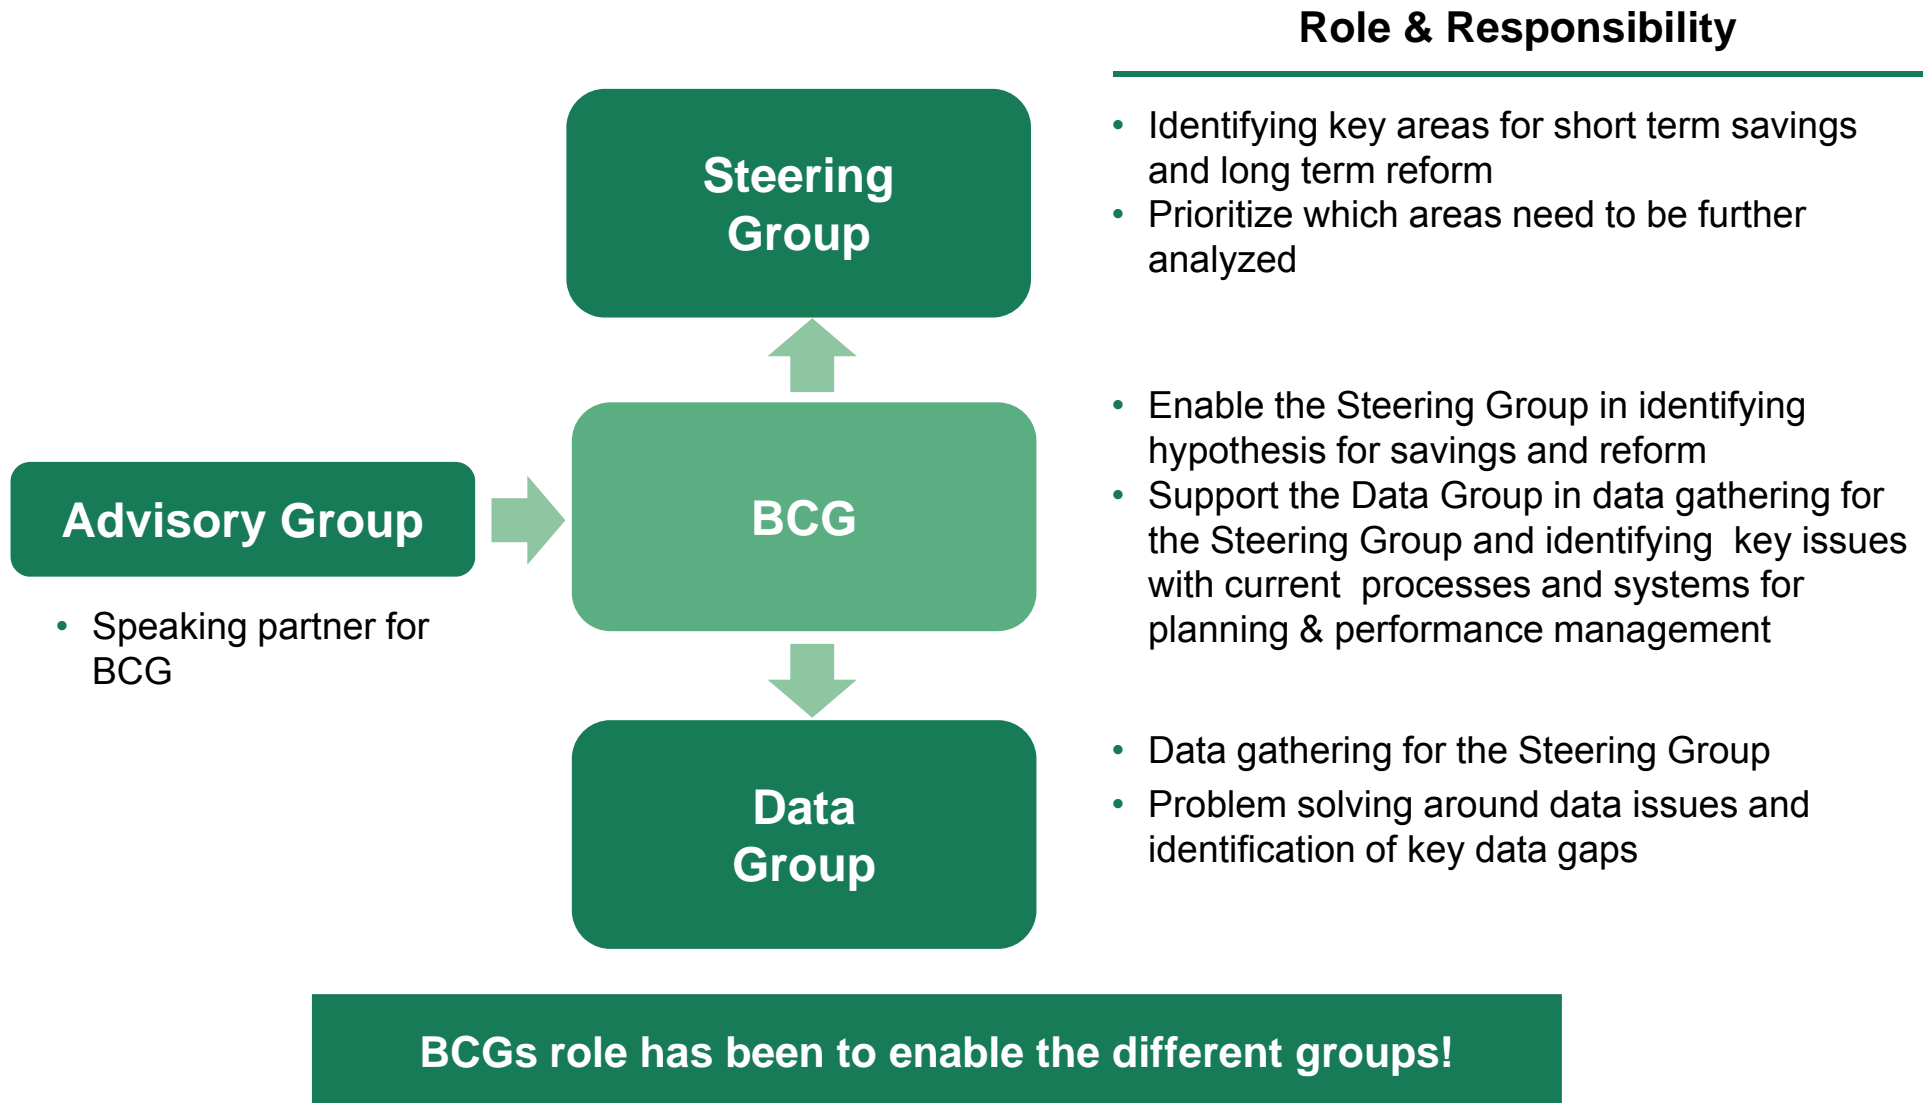 Role & Responsibility
Steering
Group
• Identifying key areas for short term savings
and long term reform
• Prioritize which areas need to be further
analyzed
Advisory Group
• Speaking partner for
BCG
BCG
• Enable the Steering Group in identifying
hypothesis for savings and reform
• Support the Data Group in data gathering for
the Steering Group and identifying  key issues
with current  processes and systems for
planning & performance management
Data
Group
• Data gathering for the Steering Group
• Problem solving around data issues and
identification of key data gaps
BCGs role has been to enable the different groups!